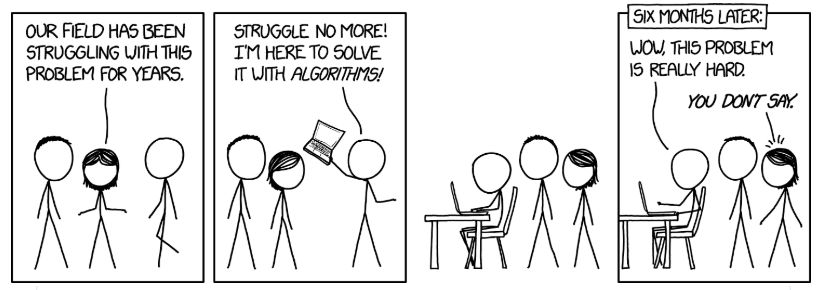 OUR FIELD HAS BEEN
STRUGGLING WITH THIS
PROBLEM FOR YEARS.
STRUGGLE NO MORE!
I'M HERE TO SOLVE
IT WITH ALGORITHMS!
SIX MONTHS LATER:
WOW, THIS PROBLEM
IS REALLY HARD.
YOU DON'T SAY.